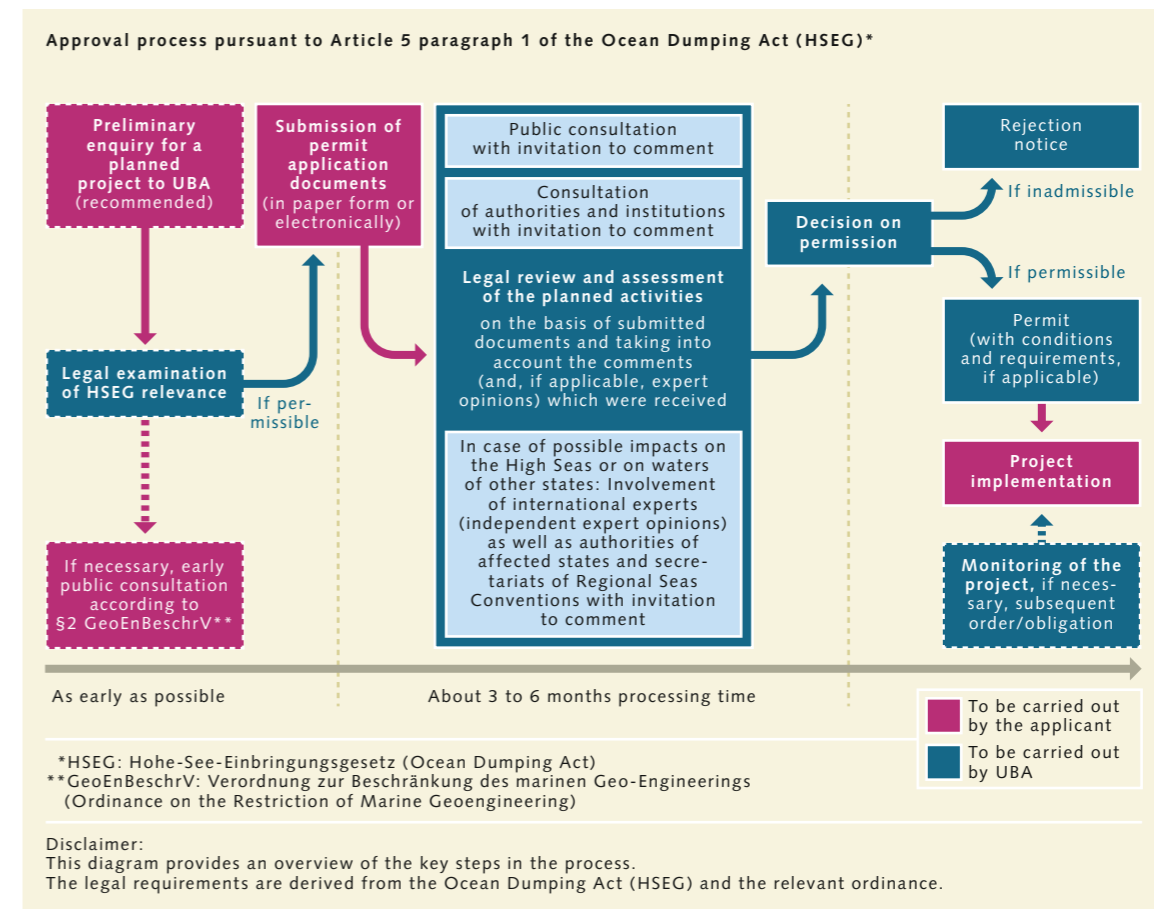 Approval process pursuant to Article 5 paragraph 1 of the Ocean Dumping Act (HSEG)*
Preliminary
enquiry for a
planned
project to UBA
(recommended)
Legal examination
of HSEG relevance
If per-
missible
If necessary, early
public consultation
according to
§2 GeoEnBeschrV**
Submission of
permit
application
documents
(in paper form or
electronically)
Public consultation
with invitation to comment
Consultation
of authorities and institutions
with invitation to comment
Legal review and assessment
of the planned activities
on the basis of submitted
documents and taking into
account the comments
(and, if applicable, expert
opinions) which were received
In case of possible impacts on
the High Seas or on waters
of other states: Involvement
of international experts
(independent expert opinions)
as well as authorities of
affected states and secre-
tariats of Regional Seas
Conventions with invitation
to comment
Decision on
permission
Rejection
notice
If inadmissible
If permissible
Permit
(with conditions
and requirements,
if applicable)
Project
implementation
Monitoring of the
project, if neces-
sary, subsequent
order/obligation
As early as possible
About 3 to 6 months processing time
To be carried out
by the applicant
To be carried out
by UBA
*HSEG: Hohe-See-Einbringungsgesetz (Ocean Dumping Act)
**GeoEnBeschrV: Verordnung zur Beschränkung des marinen Geo-Engineerings
(Ordinance on the Restriction of Marine Geoengineering)
Disclaimer:
This diagram provides an overview of the key steps in the process.
The legal requirements are derived from the Ocean Dumping Act (HSEG) and the relevant ordinance.